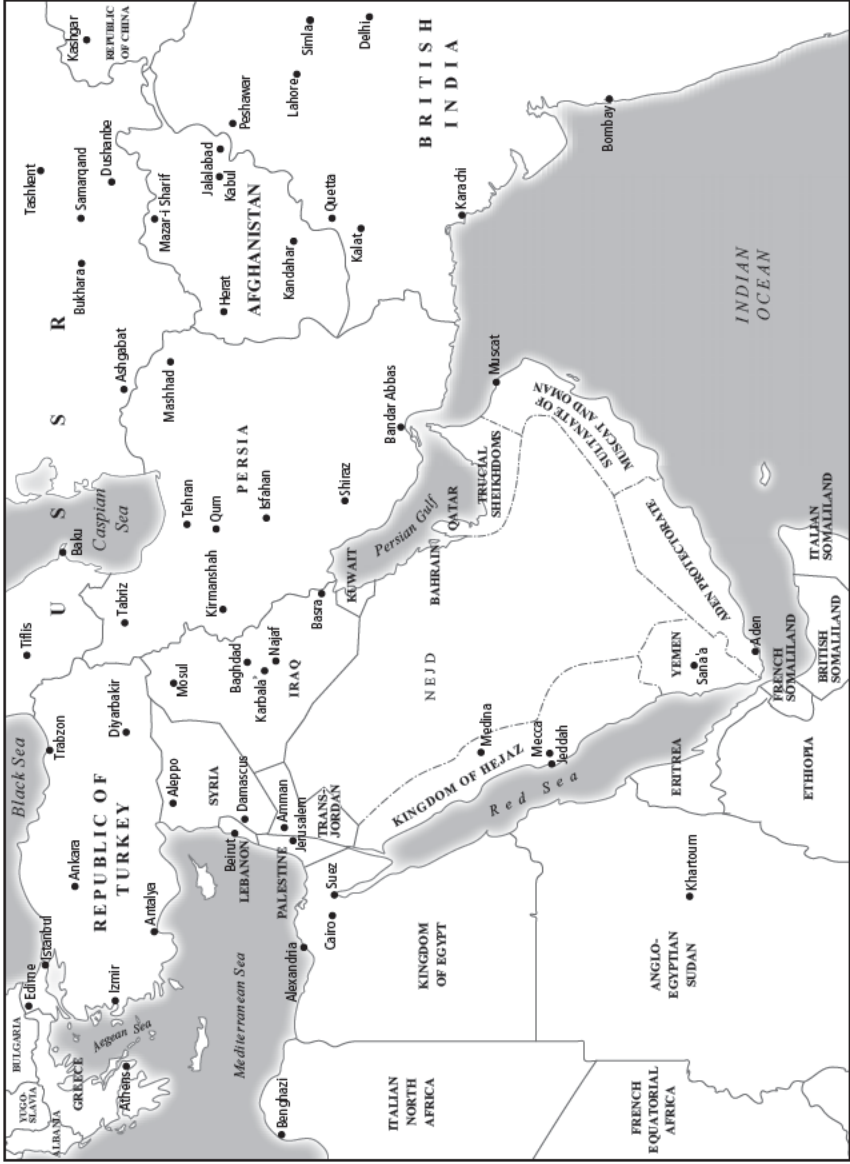 YUGO-
SLAVIA
BULGARIA
ALBANIA
GREECE
Athens
Aegean Sea
Edirne
Istanbul
Izmir
Ankara
Antalya
REPUBLIC OF
TURKEY
Black Sea
Trabzon
Diyarbakir
Tiflis
U S S R
Baku
Caspian
Sea
Tabriz
Ashgabat
Bukhara
Samarqand
Tashkent
Dushanbe
Kashgar
REPUBLIC
OF CHINA
Mediterranean Sea
Aleppo
SYRIA
Mosul
Beirut
LEBANON
Damascus
PALESTINE
Jerusalem
Amman
TRANS-
JORDAN
Baghdad
Karbala'
Najaf
IRAQ
Basra
KUWAIT
Kirmanshah
Tehran
Qum
PERSIA
Isfahan
Shiraz
Mashhad
Bandar Abbas
Persian Gulf
Herat
Mazar-i Sharif
AFGHANISTAN
Kandahar
Jalalabad
Kabul
Peshawar
Quetta
Kalat
Lahore
Simla
Delhi
BRITISH
INDIA
Karachi
Bombay
Benghazi
Alexandria
Cairo
Suez
ITALIAN
NORTH
AFRICA
KINGDOM
OF EGYPT
KINGDOM OF HEJAZ
Medina
Mecca
Jeddah
Red Sea
NEJD
BAHRAIN
QATAR
TRUCIAL
SHEIKHDOMS
Muscat
SULTANATE OF
MUSCAT AND OMAN
ADEN PROTECTORATE
YEMEN
Sana'a
Aden
INDIAN
OCEAN
FRENCH
EQUATORIAL
AFRICA
ANGLO-
EGYPTIAN
SUDAN
Khartoum
ERITREA
ETHIOPIA
FRENCH
SOMALILAND
BRITISH
SOMALILAND
ITALIAN
SOMALILAND